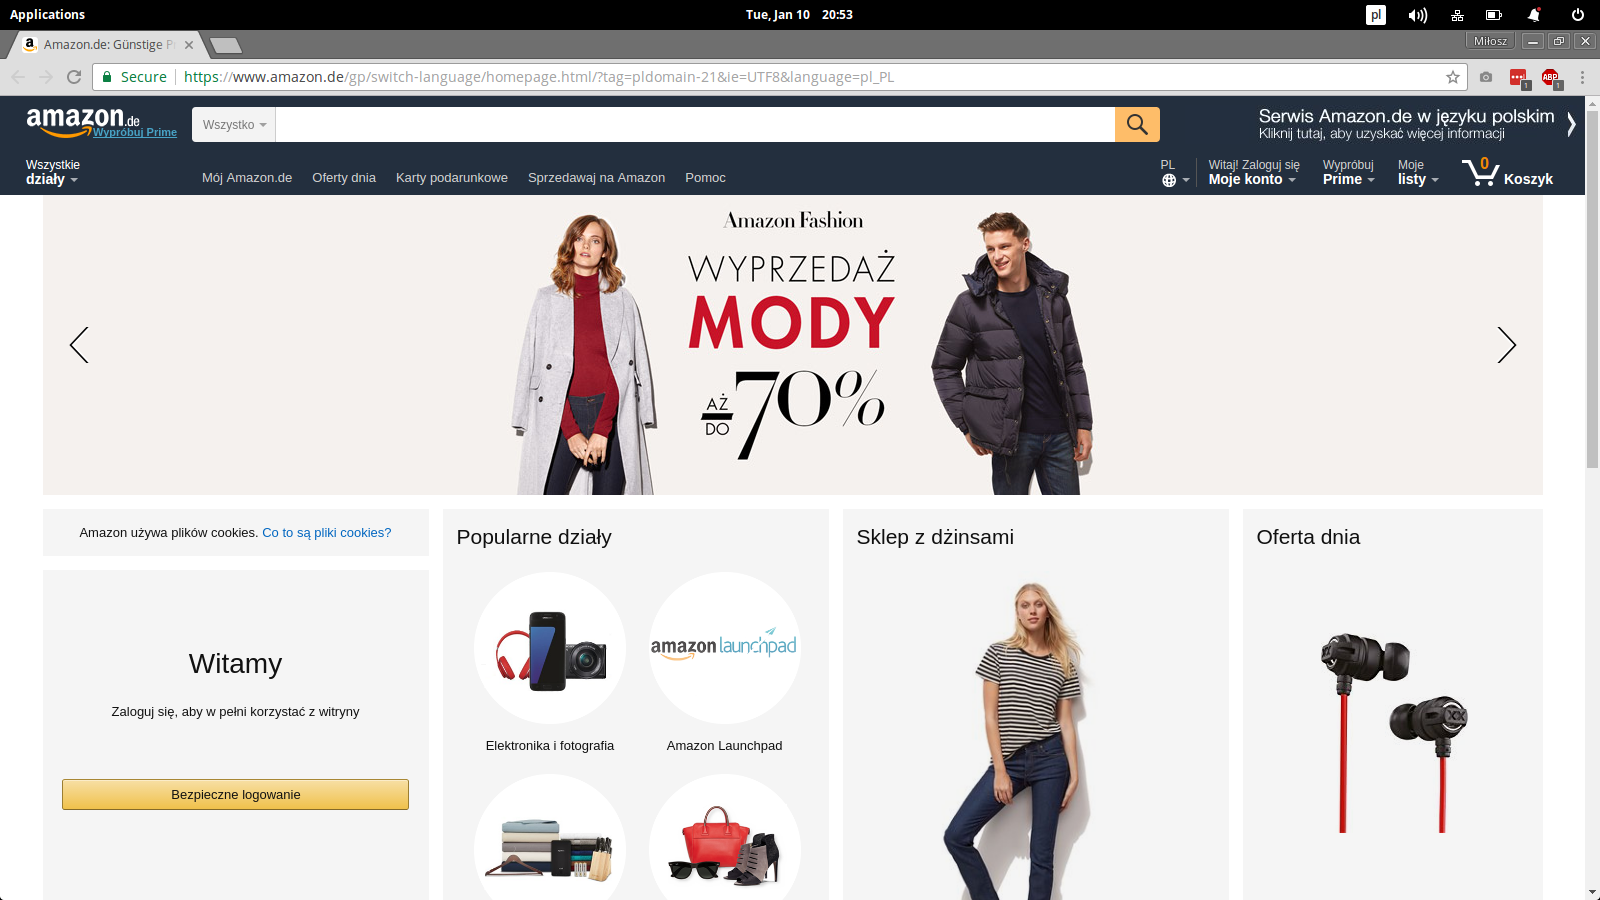 Applications
Tue, Jan 10 20:53
pl
Amazon.de: Günstige P
Miłosz
Secure
https://www.amazon.de/gp/switch-language/homepage.html/?tag=pldomain-21&ie=UTF8&language=pl_PL
1
ABP
1
amazon.de
Wypróbuj Prime
Wszystko
Serwis Amazon.de w języku polskim
Kliknij tutaj, aby uzyskać więcej informacji
Wszystkie
działy
Mój Amazon.de
Oferty dnia
Karty podarunkowe
Sprzedawaj na Amazon
Pomoc
PL
Witaj! Zaloguj się
Moje konto
Wypróbuj
Prime
Moje
listy
0
Koszyk
Amazon Fashion
WYPRZEDAŻ
MODY
AŻ
DO
70%
Amazon używa plików cookies. Co to są pliki cookies?
Witamy
Zaloguj się, aby w pełni korzystać z witryny
Bezpieczne logowanie
Popularne działy
amazon launchpad
Elektronika i fotografia
Amazon Launchpad
Sklep z dżinsami
Oferta dnia
XX